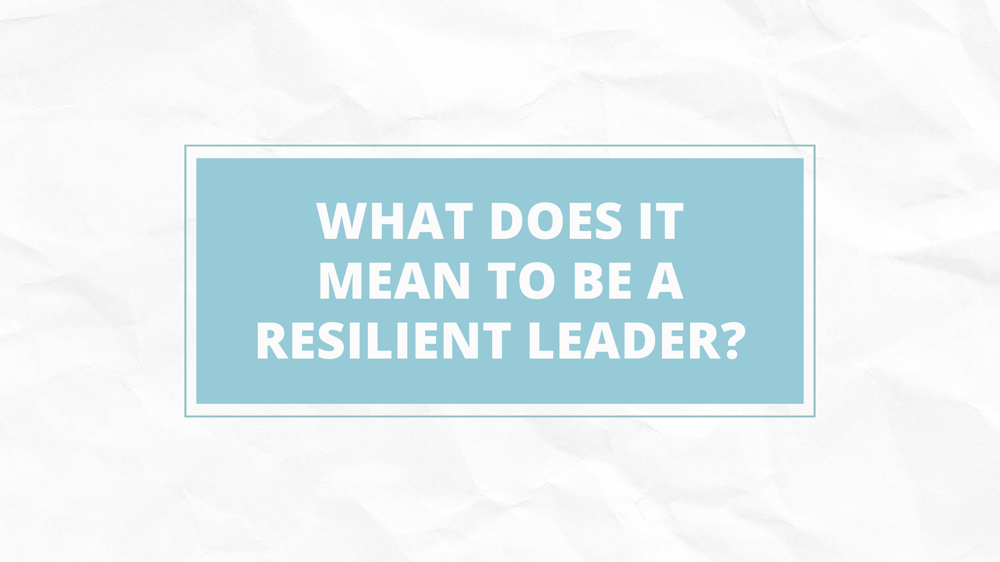 WHAT DOES IT
MEAN TO BE A
RESILIENT LEADER?